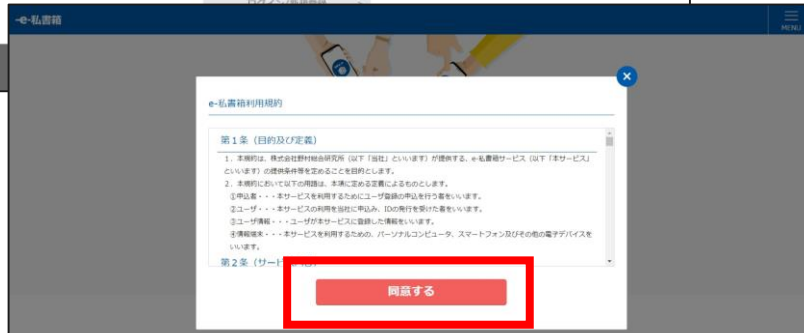 -e-私書箱
MENU
e-私書箱利用規約
第1条（目的及び定義）
1．本規約は、株式会社野村総合研究所（以下「当社」といいます）が提供する、e-私書箱サービス（以下「本サービス」
といいます）の提供条件等を定めることを目的とします。
2．本規約において以下の用語は、本項に定める定義によるものとします。
①申込者・・・本サービスを利用するためにユーザ登録の申込を行う者をいいます。
②ユーザ・・・本サービスの利用を当社に申込み、IDの発行を受けた者をいいます。
③ユーザ情報・・・ユーザが本サービスに登録した情報をいいます。
④情報端末・・・本サービスを利用するための、パーソナルコンピュータ、スマートフォン及びその他の電子デバイスを
いいます。
第2条（サービ
同意する